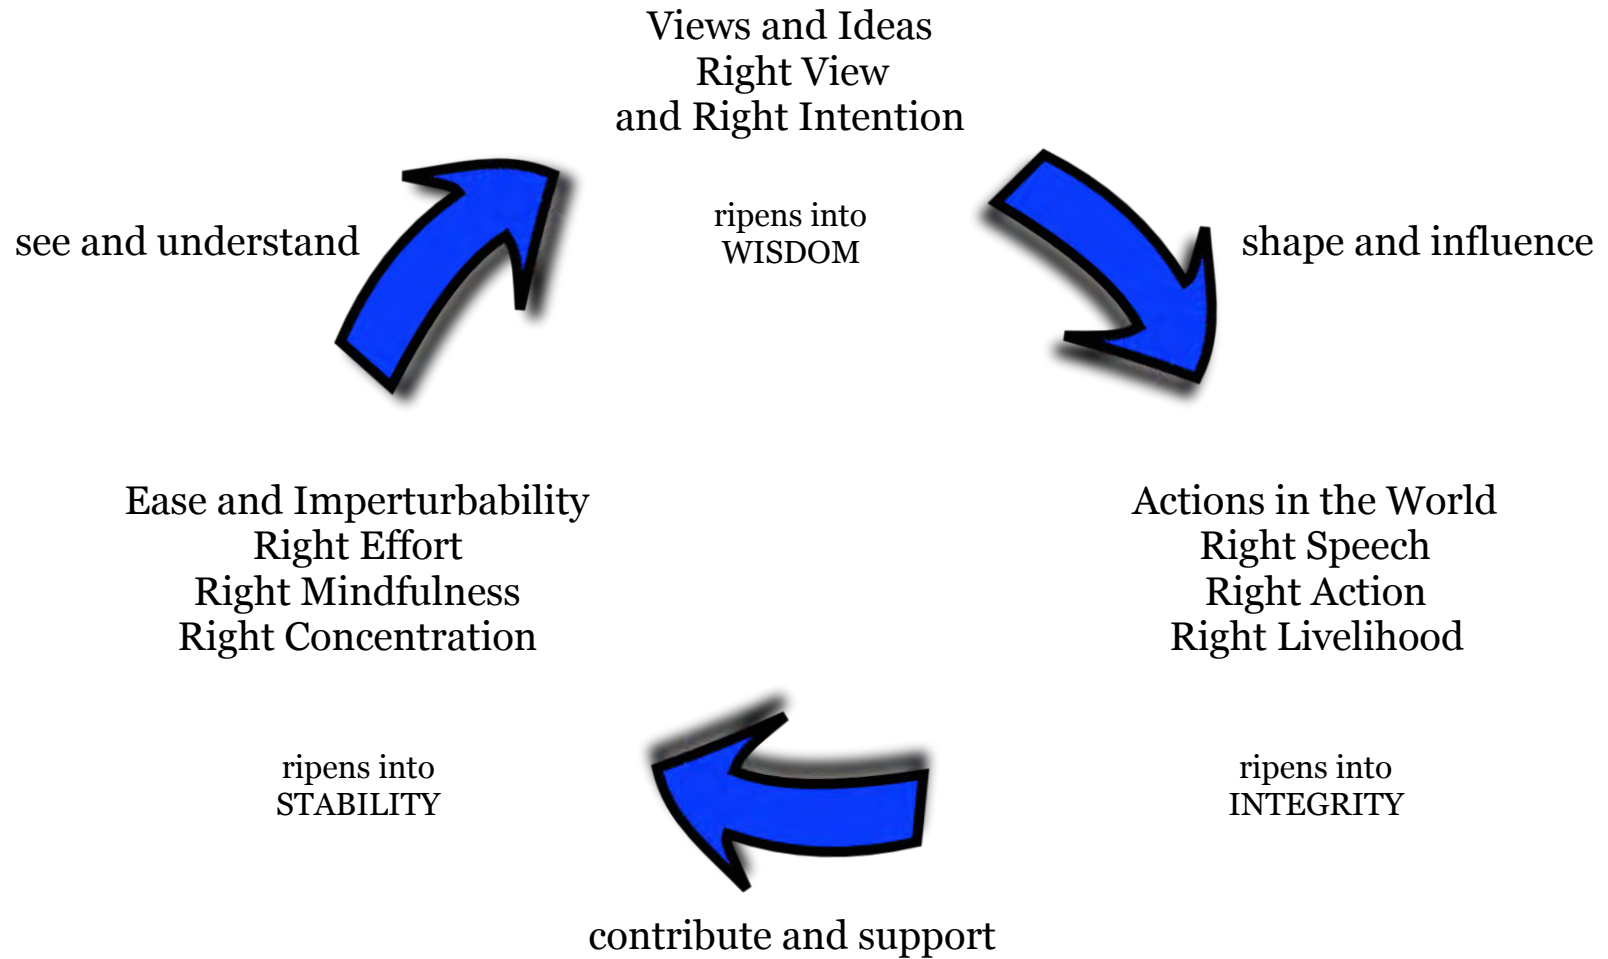 Views and Ideas
Right View
and Right Intention
ripens into
WISDOM
see and understand
shape and influence
Ease and Imperturbability
Right Effort
Right Mindfulness
Right Concentration
ripens into
STABILITY
Actions in the World
Right Speech
Right Action
Right Livelihood
ripens into
INTEGRITY
contribute and support